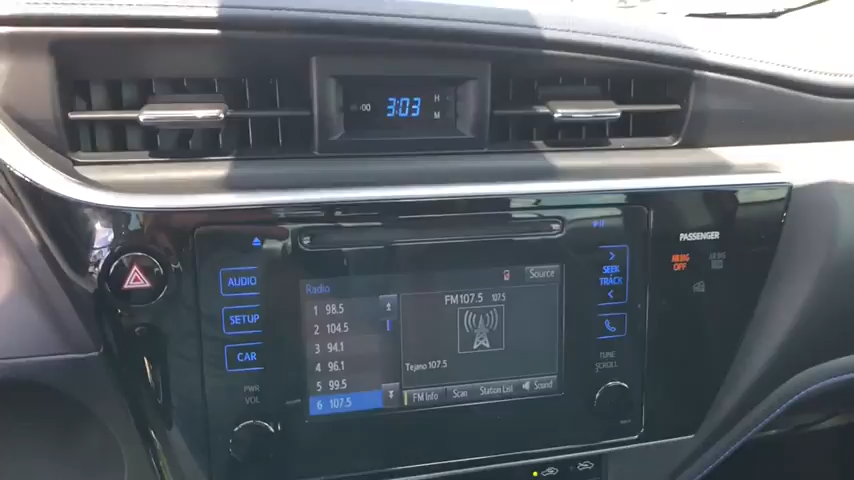 3:03
H
M
:00
PASSENGER
AIR BAG
OFF
AUDIO
SETUP
CAR
PWR
VOL
SEEK
TRACK
TUNE
SCROLL
Radio
Source
1 98.5
2 104.5
3 94.1
4 96.1
5 99.5
6 107.5
FM107.5 107.5
Tejano 107.5
FM Info
Scan
Station List
Sound